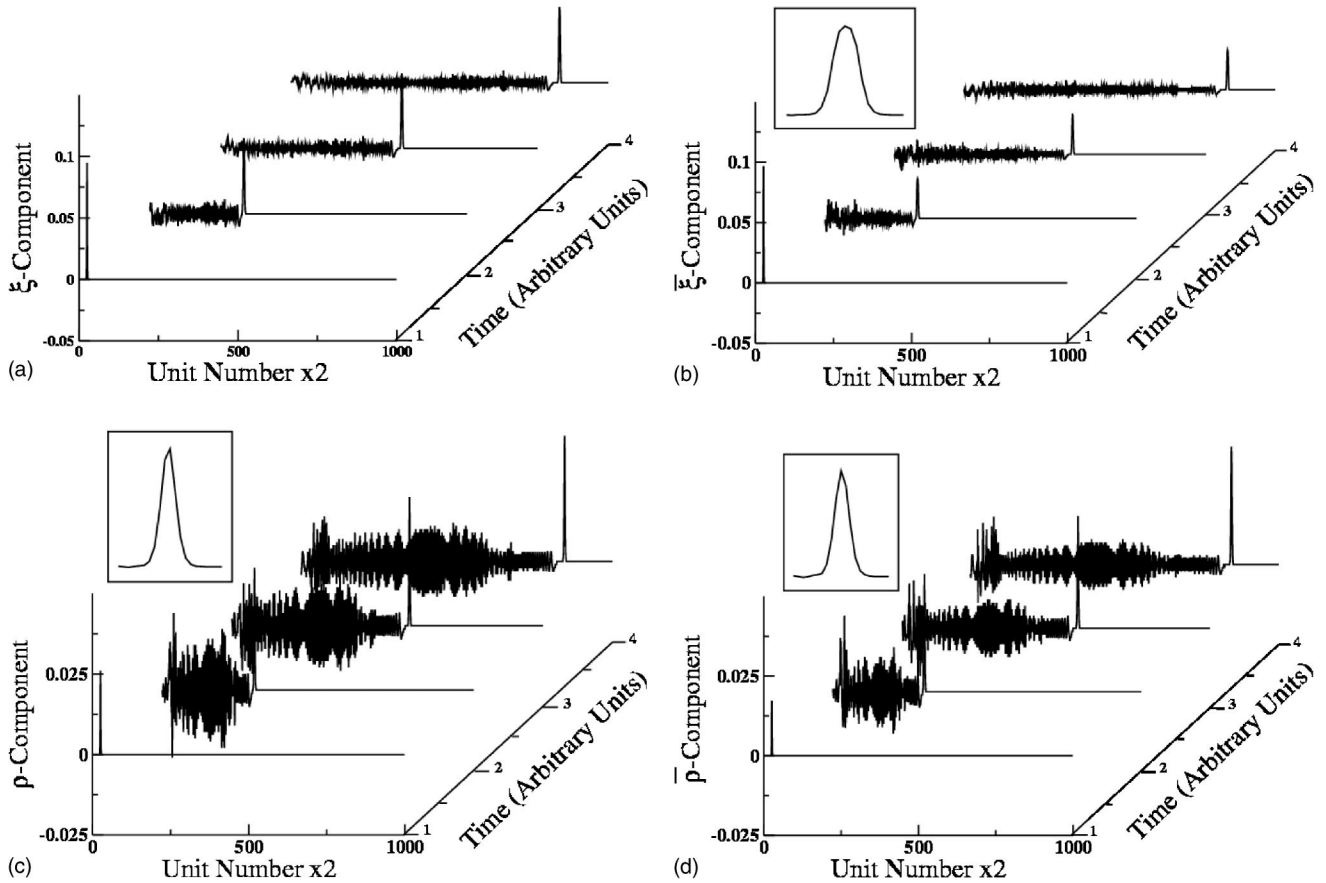 0.1
0.05
0
-0.05
ξ-Component
0
500
1000
Unit Number x2
1
2
3
4
Time (Arbitrary Units)
(a)
0.1
0.05
0
-0.05
ξ̅-Component
0
500
1000
Unit Number x2
1
2
3
4
Time (Arbitrary Units)
(b)
0.025
0
-0.025
ρ-Component
0
500
1000
Unit Number x2
1
2
3
4
Time (Arbitrary Units)
(c)
0.025
0
-0.025
ρ̅-Component
0
500
1000
Unit Number x2
1
2
3
4
Time (Arbitrary Units)
(d)